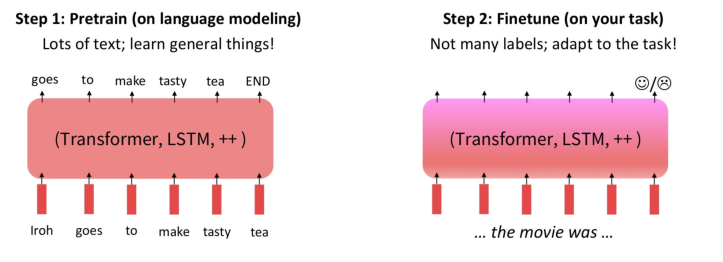 Step 1: Pretrain (on language modeling)
Lots of text; learn general things!
goes to make tasty tea END
(Transformer, LSTM, ++ )
Iroh goes to make tasty tea
Step 2: Finetune (on your task)
Not many labels; adapt to the task!
☺/☹
(Transformer, LSTM, ++ )
... the movie was ...